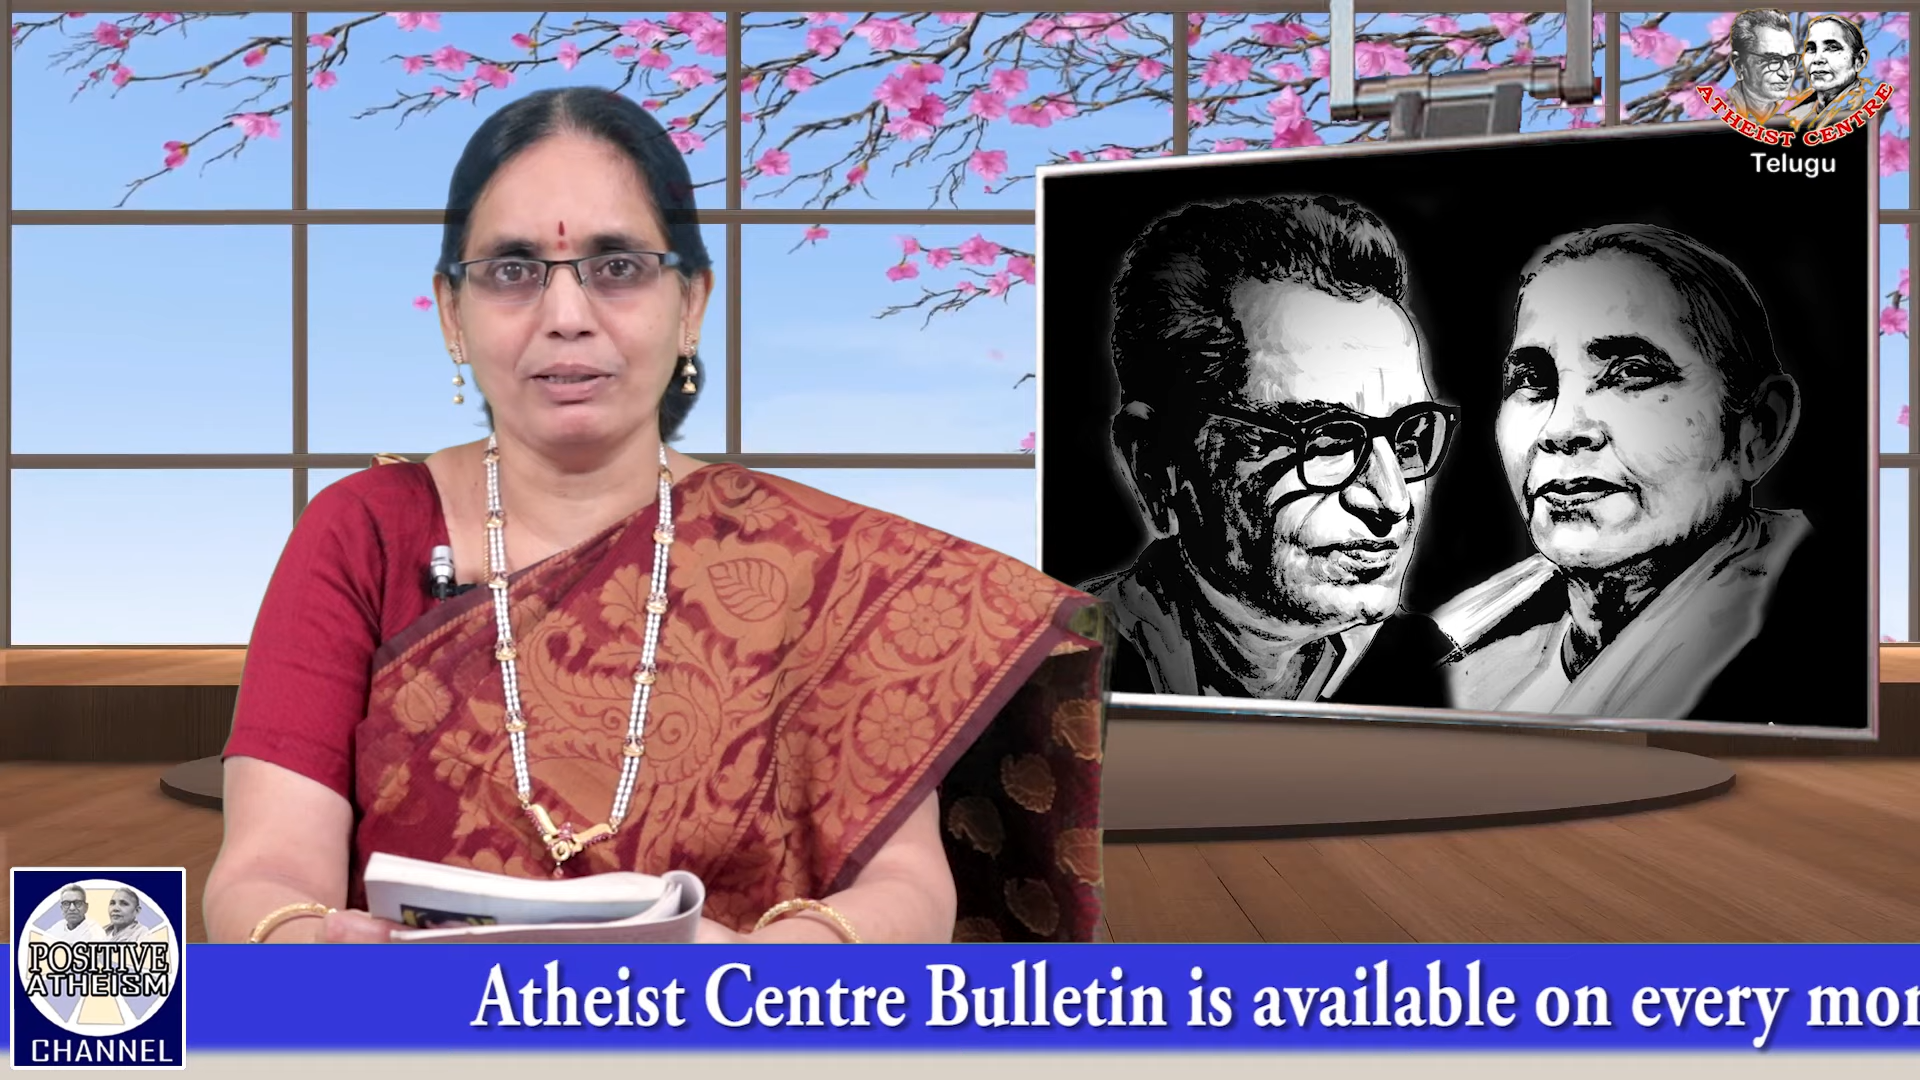 ATHEIST CENTRE
Telugu
POSITIVE
ATHEISM
CHANNEL
Atheist Centre Bulletin is available on every mon